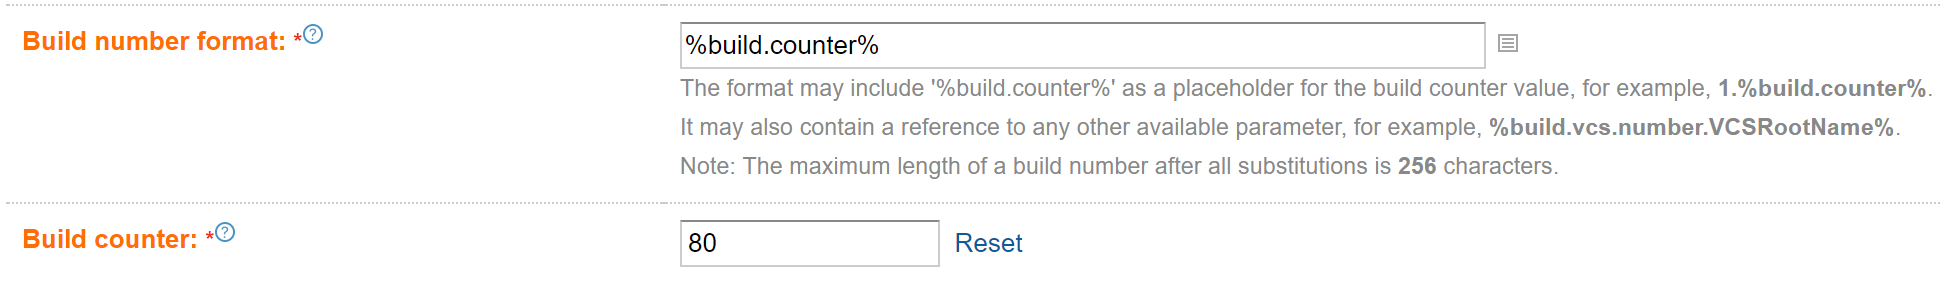 Build number format: *?
%build.counter%
The format may include '%build.counter%' as a placeholder for the build counter value, for example, 1.%build.counter%.
It may also contain a reference to any other available parameter, for example, %build.vcs.number.VCSRootName%.
Note: The maximum length of a build number after all substitutions is 256 characters.
Build counter: *?
80 Reset